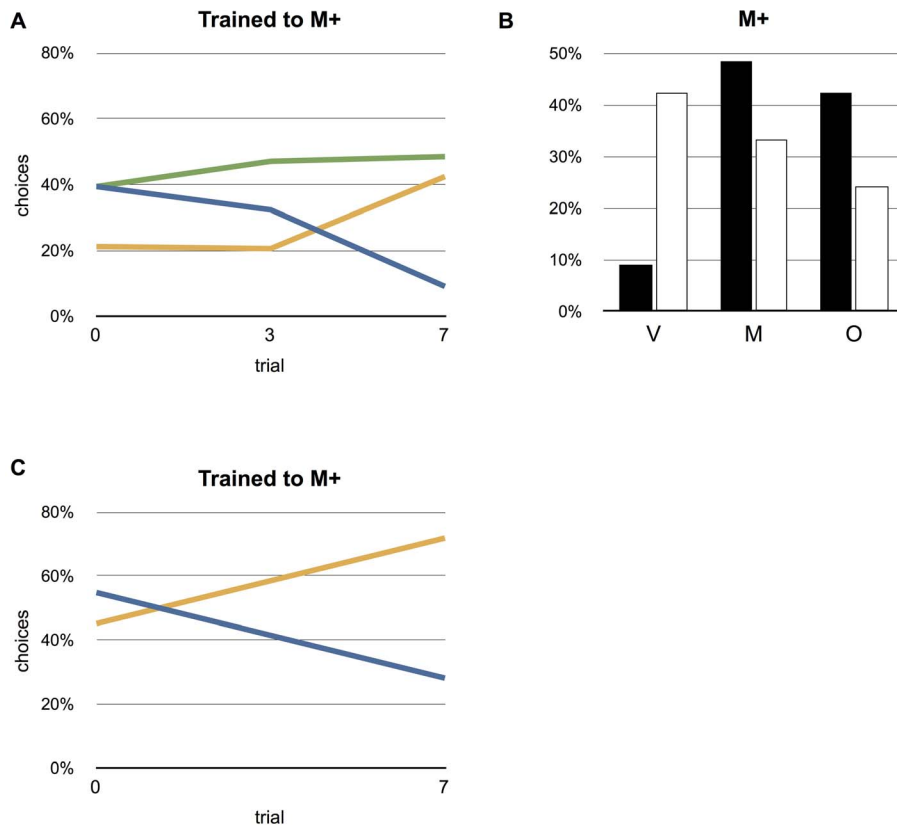 A
Trained to M+
80%
60%
40%
20%
0%
choices
0 3 7
trial
B
M+
50%
40%
30%
20%
10%
0%
V M O
C
Trained to M+
80%
60%
40%
20%
0%
choices
0 7
trial